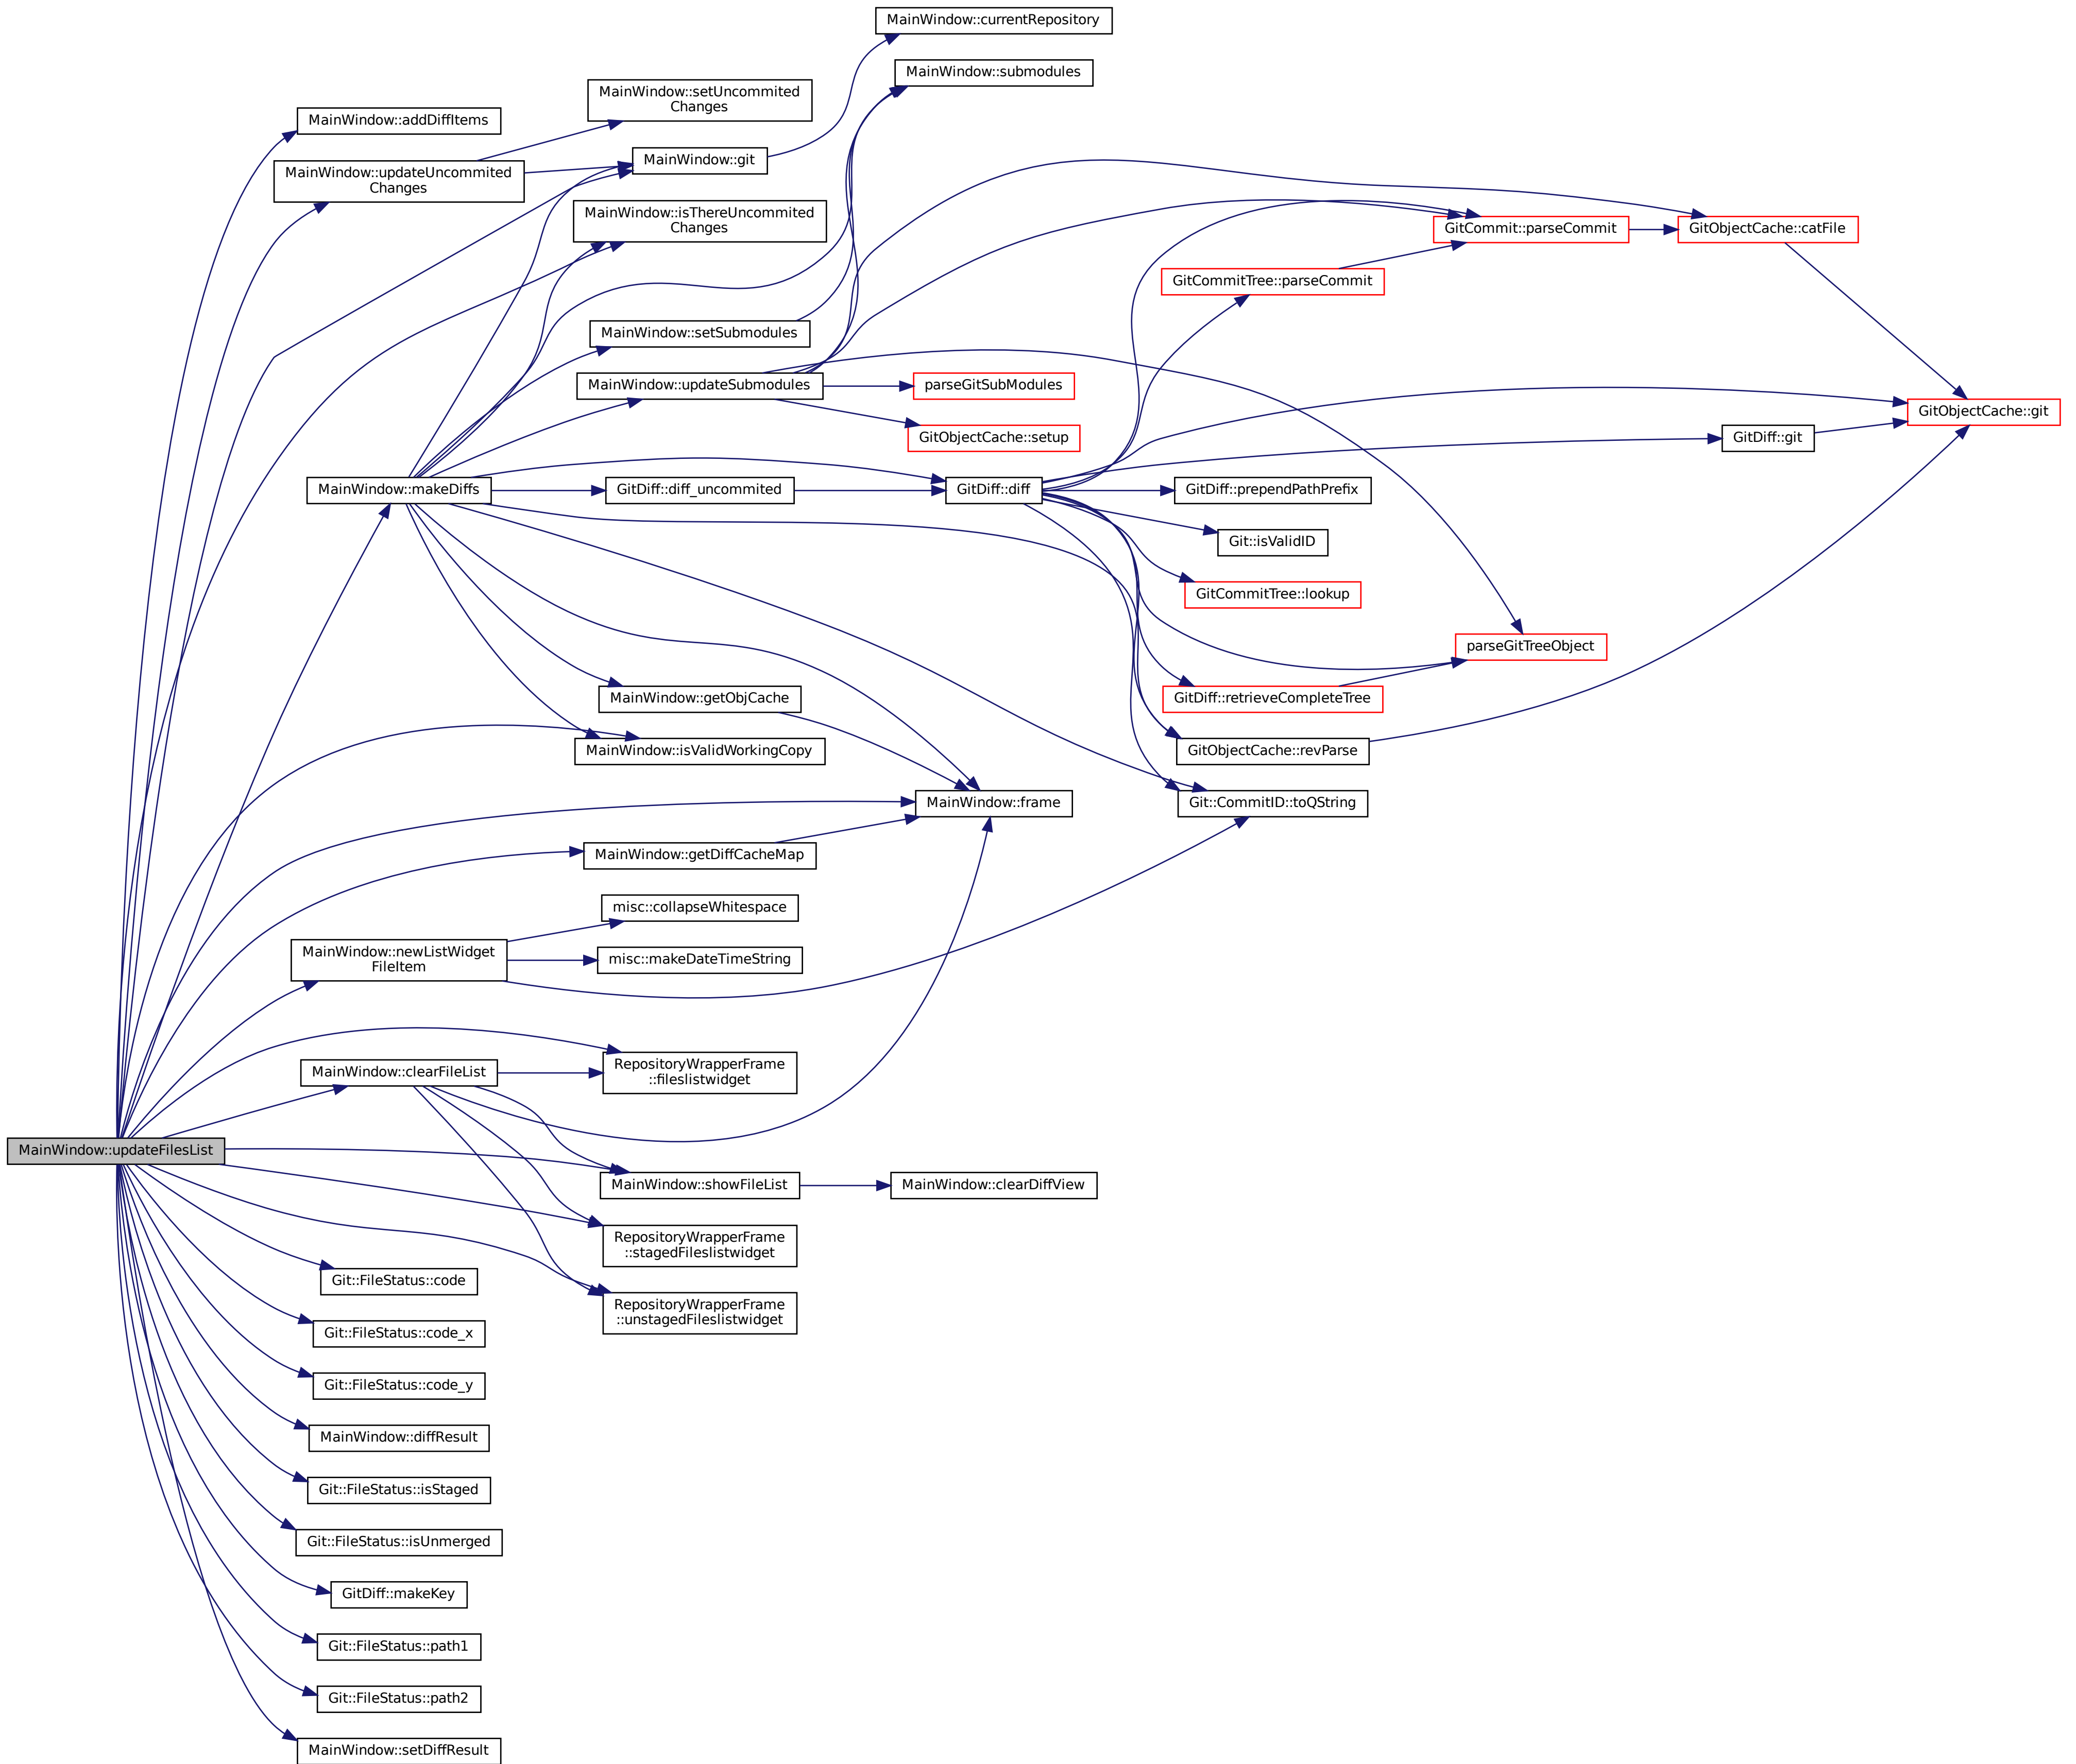 MainWindow::currentRepository
MainWindow::submodules
MainWindow::setUncommited
Changes
MainWindow::addDiffItems
MainWindow::git
MainWindow::updateUncommited
Changes
MainWindow::isThereUncommited
Changes
GitCommit::parseCommit
GitObjectCache::catFile
GitCommitTree::parseCommit
MainWindow::setSubmodules
MainWindow::updateSubmodules
parseGitSubModules
GitObjectCache::git
GitObjectCache::setup
GitDiff::git
MainWindow::makeDiffs
GitDiff::diff_uncommited
GitDiff::diff
GitDiff::prependPathPrefix
Git::isValidID
GitCommitTree::lookup
parseGitTreeObject
MainWindow::getObjCache
GitDiff::retrieveCompleteTree
MainWindow::isValidWorkingCopy
GitObjectCache::revParse
MainWindow::frame
Git::CommitID::toQString
MainWindow::getDiffCacheMap
misc::collapseWhitespace
MainWindow::newListWidget
FileItem
misc::makeDateTimeString
MainWindow::clearFileList
RepositoryWrapperFrame
::fileslistwidget
MainWindow::updateFilesList
MainWindow::showFileList
MainWindow::clearDiffView
RepositoryWrapperFrame
::stagedFileslistwidget
Git::FileStatus::code
RepositoryWrapperFrame
::unstagedFileslistwidget
Git::FileStatus::code_x
Git::FileStatus::code_y
MainWindow::diffResult
Git::FileStatus::isStaged
Git::FileStatus::isUnmerged
GitDiff::makeKey
Git::FileStatus::path1
Git::FileStatus::path2
MainWindow::setDiffResult